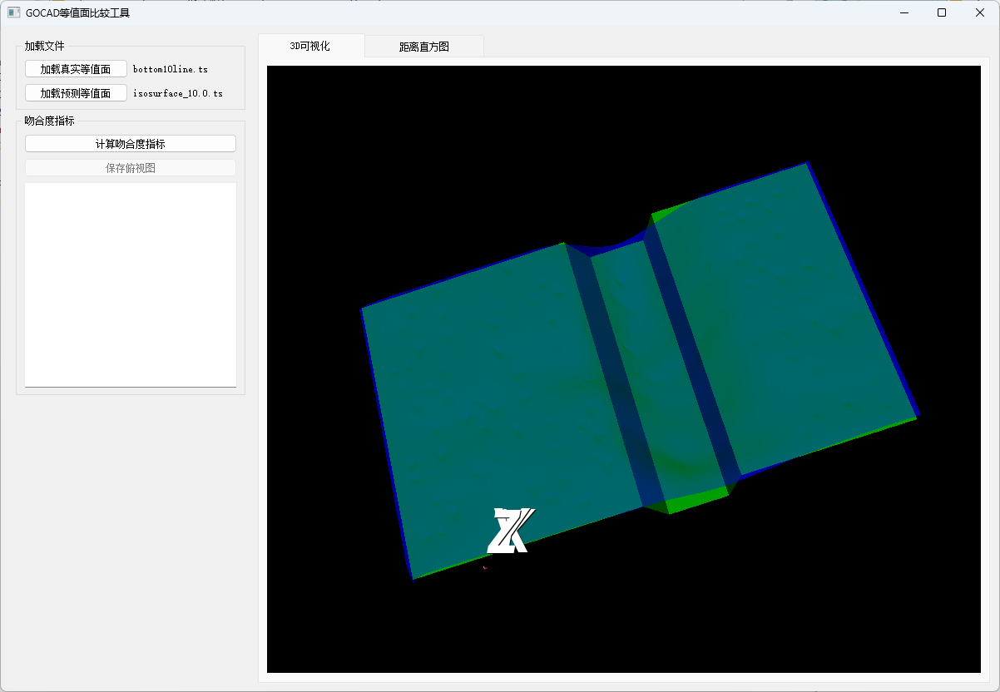 GOCAD等值面比较工具
加载文件
加载真实等值面 bottom10line.ts
加载预测等值面 isosurface_10.0.ts
吻合度指标
计算吻合度指标
保存俯视图
3D可视化 距离直方图